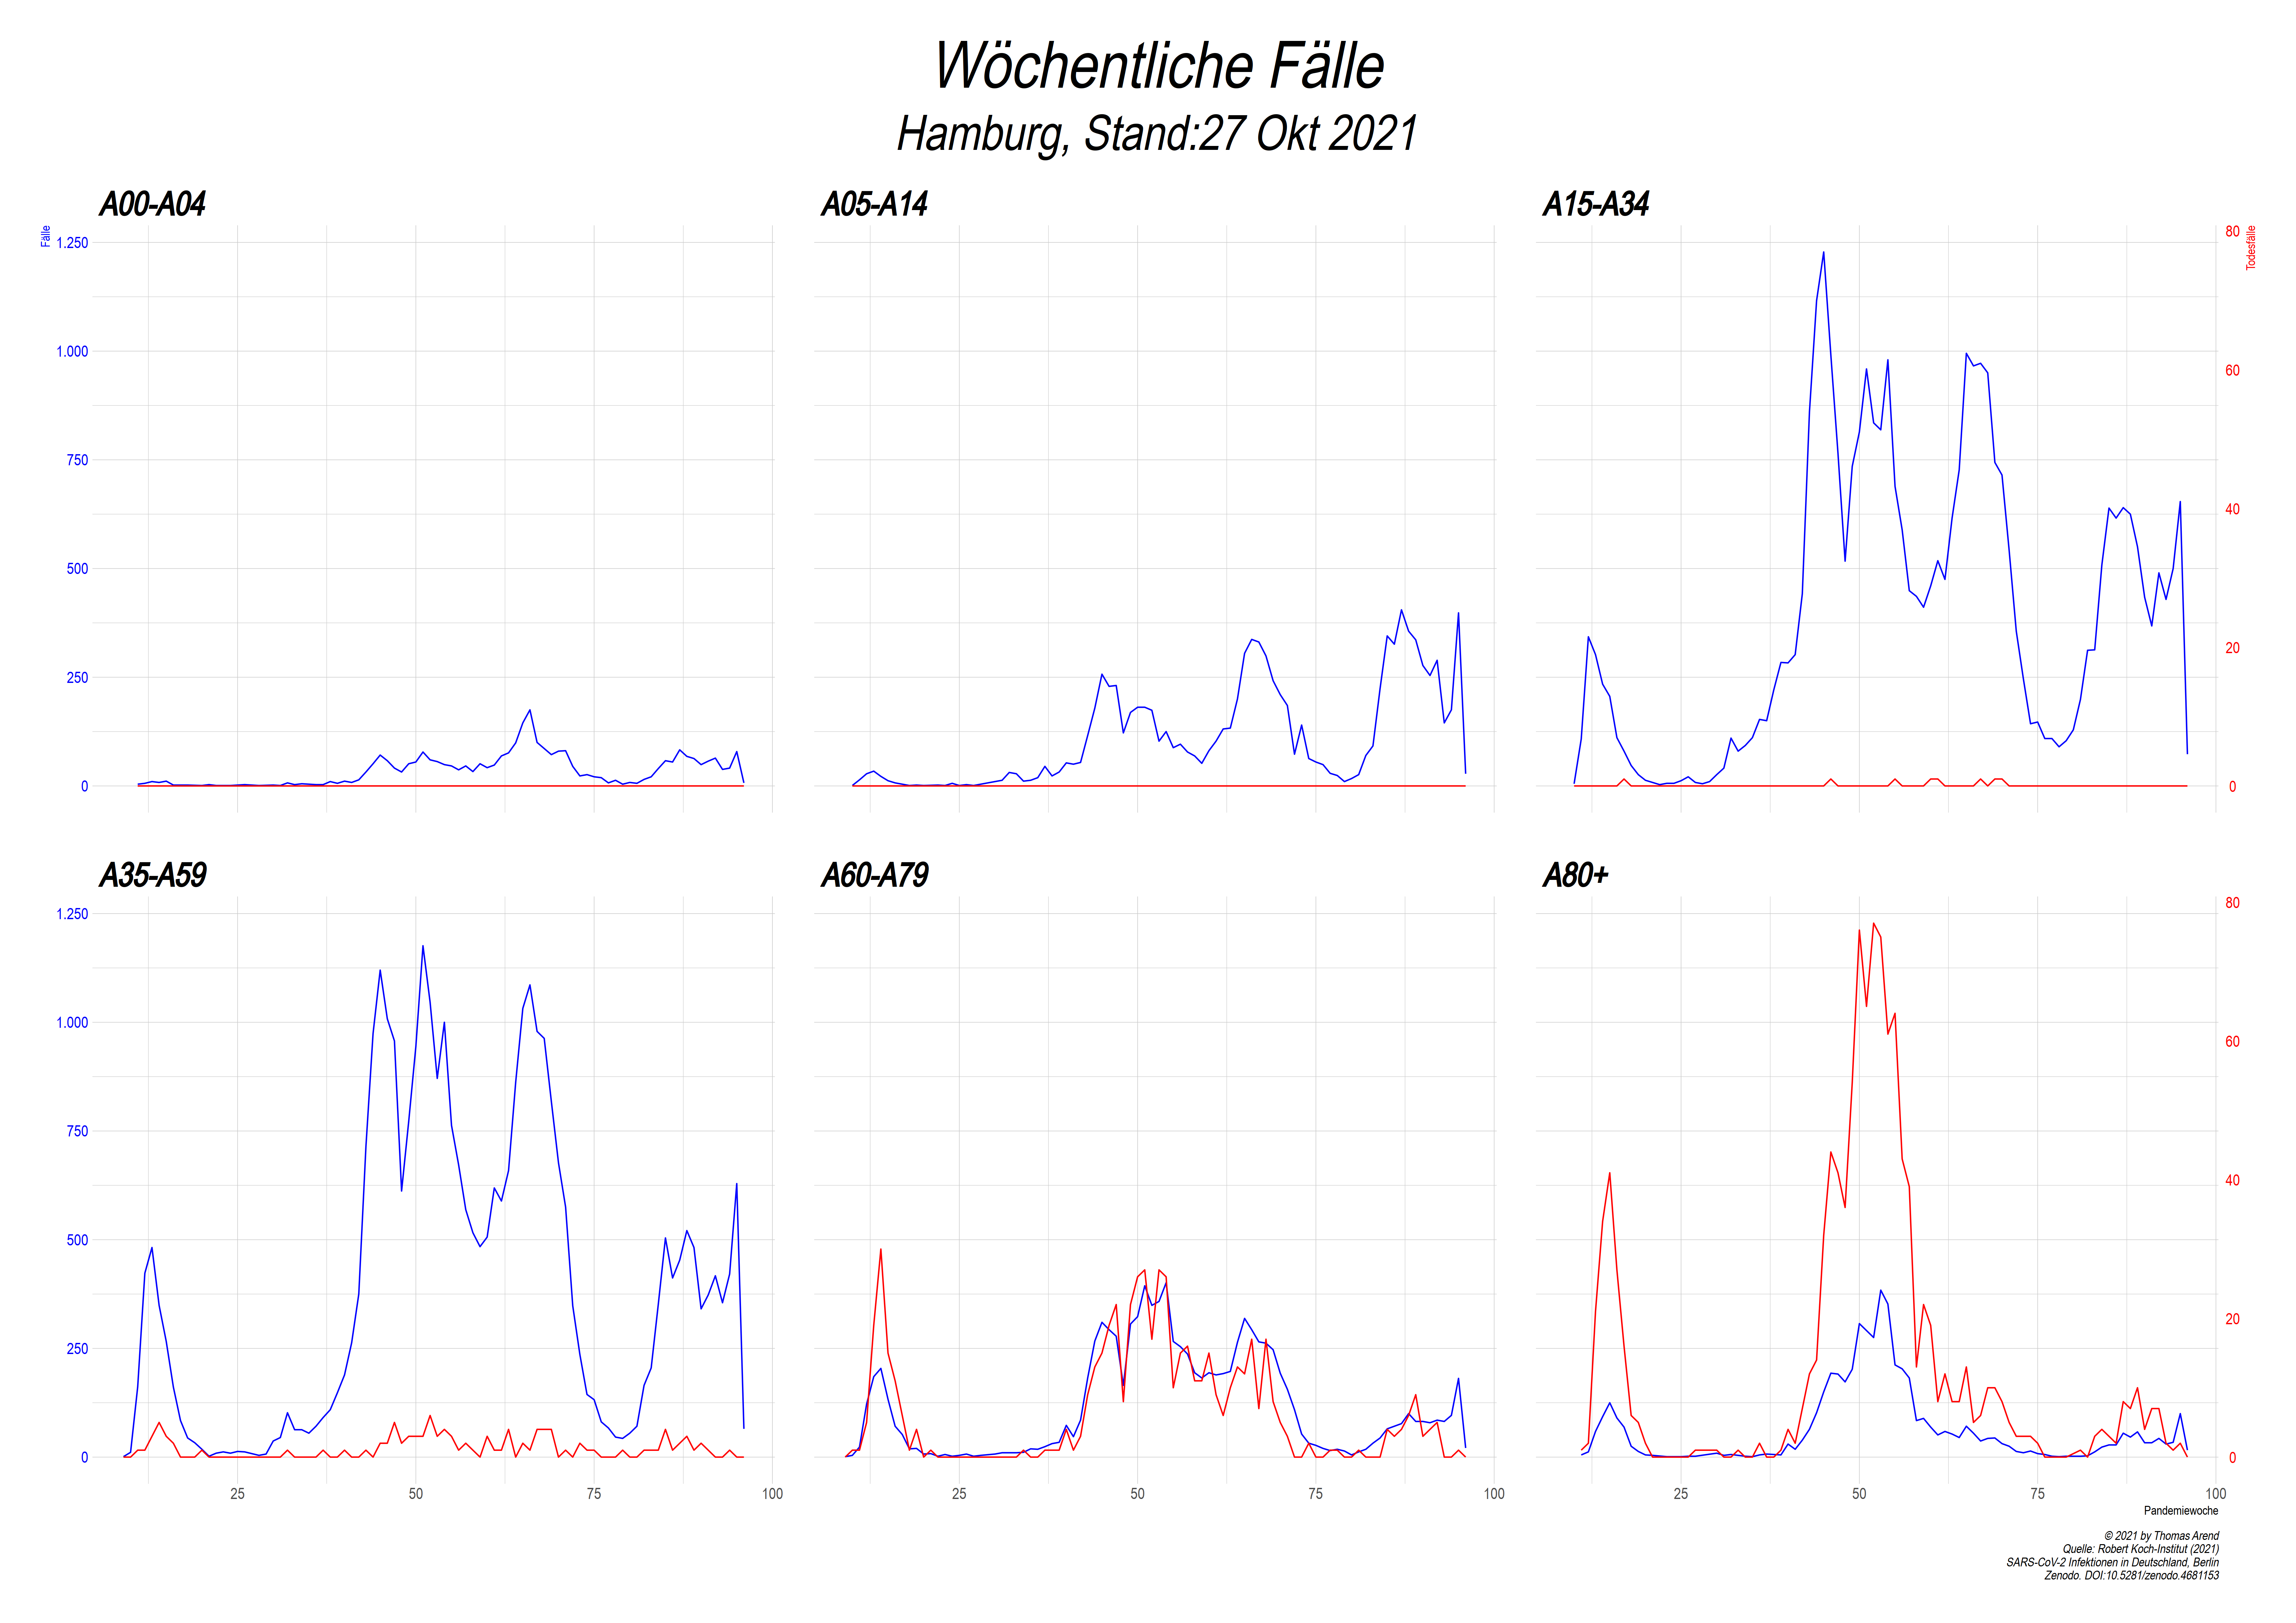 Wöchentliche Fälle
Hamburg, Stand:27 Okt 2021
A00-A04
A05-A14
A15-A34
Fälle
1.250
1.000
750
500
250
0
80
60
40
20
0
Todesfälle
A35-A59
A60-A79
A80+
1.250
1.000
750
500
250
0
80
60
40
20
0
25 50 75 100
25 50 75 100
25 50 75 100
Pandemiewoche
© 2021 by Thomas Arend
Quelle: Robert Koch-Institut (2021)
SARS-CoV-2 Infektionen in Deutschland, Berlin
Zenodo. DOI:10.5281/zenodo.4681153